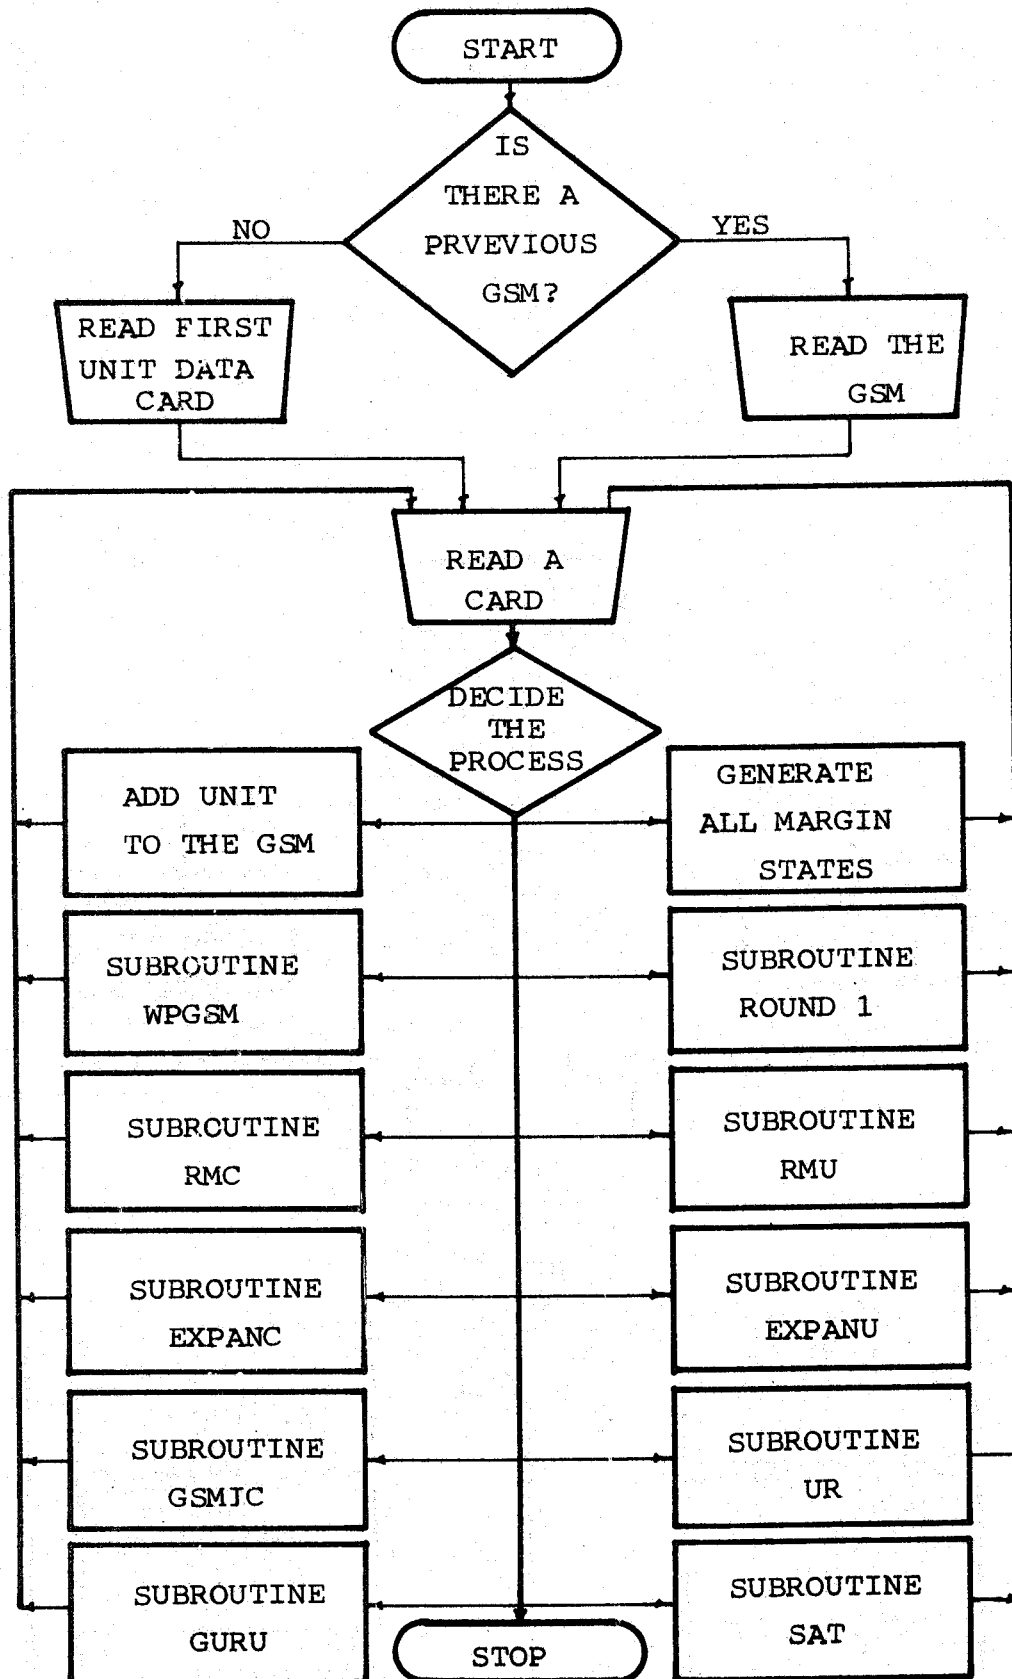 START
IS
THERE A
PRVEVIOUS
GSM?
NO
YES
READ FIRST
UNIT DATA
CARD
READ THE
GSM
READ A
CARD
DECIDE
THE
PROCESS
ADD UNIT
TO THE GSM
GENERATE
ALL MARGIN
STATES
SUBROUTINE
WPGSM
SUBROUTINE
ROUND 1
SUBROUTINE
RMC
SUBROUTINE
RMU
SUBROUTINE
EXPANC
SUBROUTINE
EXPANU
SUBROUTINE
GSMIC
SUBROUTINE
UR
SUBROUTINE
GURU
SUBROUTINE
SAT
STOP